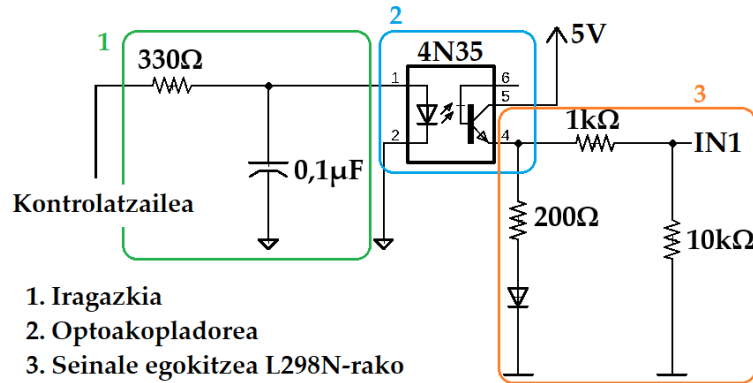 1
2
3
330Ω
4N35
5V
1
2
6
5
4
1kΩ
IN1
0,1µF
Kontrolatzailea
200Ω
10kΩ
1. Iragazkia
2. Optoakopladorea
3. Seinale egokitzea L298N-rako